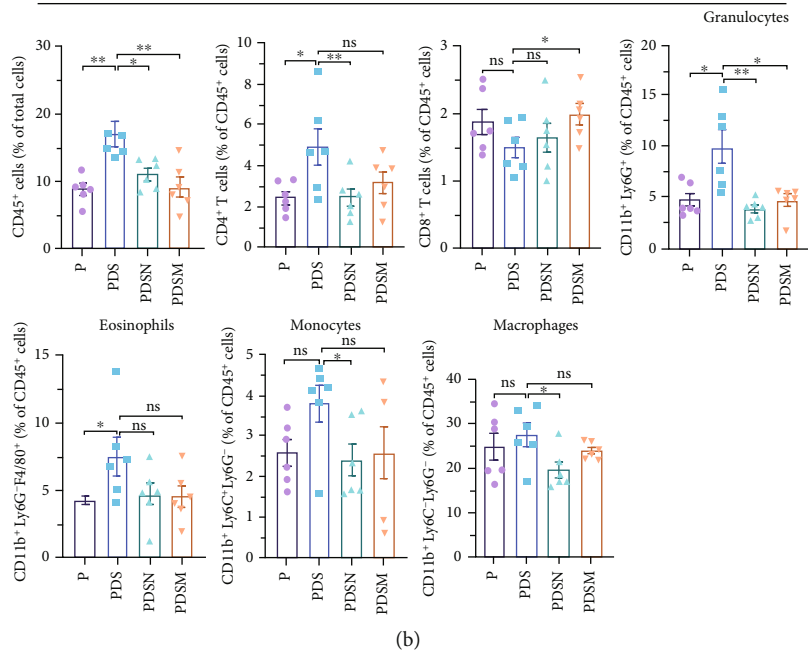 Granulocytes
CD45⁺ cells (% of total cells)
30
20
10
0
** ** *
P PDS PDSN PDSM
CD4⁺ T cells (% of CD45⁺ cells)
10
8
6
4
2
0
* ns **
P PDS PDSN PDSM
CD8⁺ T cells (% of CD45⁺ cells)
3
2
1
0
ns * ns
P PDS PDSN PDSM
CD11b⁺ Ly6G⁺ (% of CD45⁺ cells)
20
15
10
5
0
* * **
P PDS PDSN PDSM
Eosinophils
CD11b⁺ Ly6G⁻F4/80⁺ (% of CD45⁺ cells)
15
10
5
0
* ns ns
P PDS PDSN PDSM
Monocytes
CD11b⁺ Ly6C⁺Ly6G⁻ (% of CD45⁺ cells)
5
4
3
2
1
0
ns ns *
P PDS PDSN PDSM
Macrophages
CD11b⁺ Ly6C⁻Ly6G⁻ (% of CD45⁺ cells)
40
30
20
10
0
ns ns *
P PDS PDSN PDSM
(b)